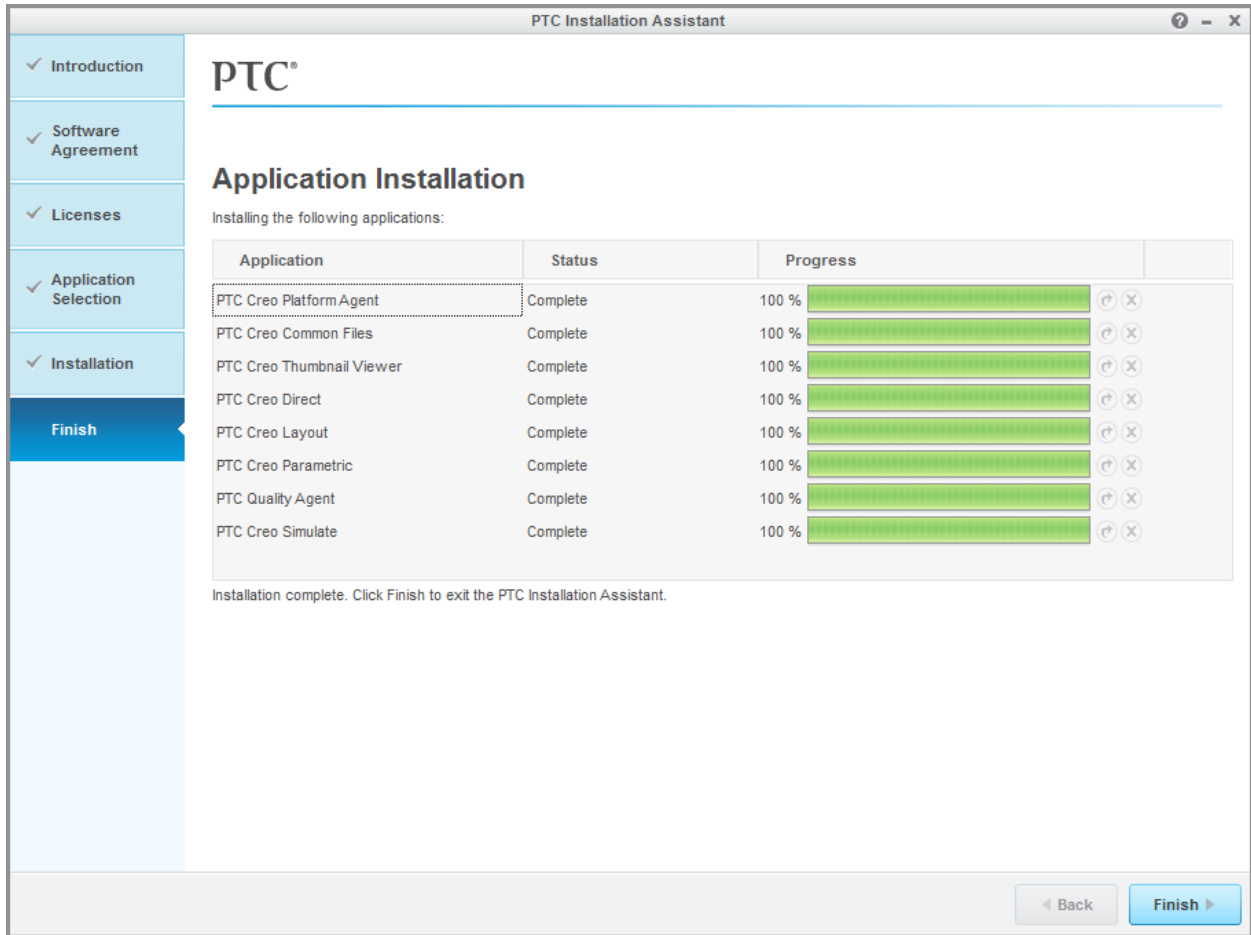 PTC Installation Assistant
Introduction
Software
Agreement
Licenses
Application
Selection
Installation
Finish
PTC®
Application Installation
Installing the following applications:
Application Status Progress
PTC Creo Platform Agent Complete 100 %
PTC Creo Common Files Complete 100 %
PTC Creo Thumbnail Viewer Complete 100 %
PTC Creo Direct Complete 100 %
PTC Creo Layout Complete 100 %
PTC Creo Parametric Complete 100 %
PTC Quality Agent Complete 100 %
PTC Creo Simulate Complete 100 %
Installation complete. Click Finish to exit the PTC Installation Assistant.
Back Finish